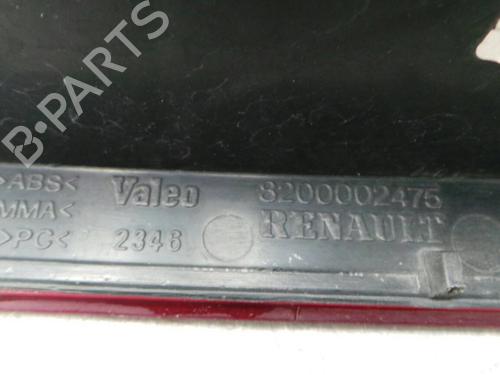 B-PARTS
>ABS< Valeo 8200002475
MMA< RENAULT
>PC< 2346